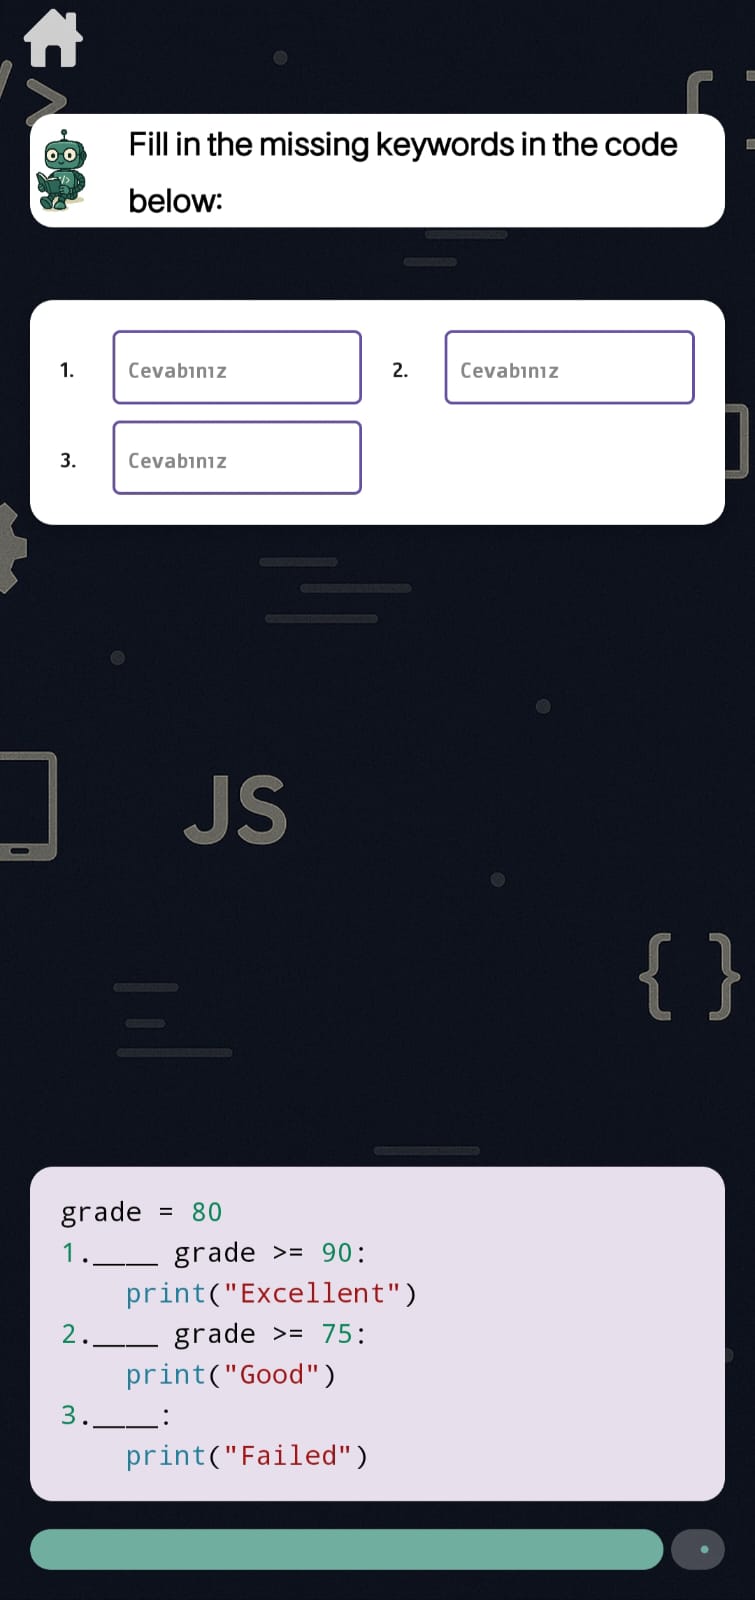 Fill in the missing keywords in the code
below:
1. Cevabınız 2. Cevabınız
3. Cevabınız
JS
{ }
grade = 80
1.____ grade >= 90:
print("Excellent")
2.____ grade >= 75:
print("Good")
3.____:
print("Failed")